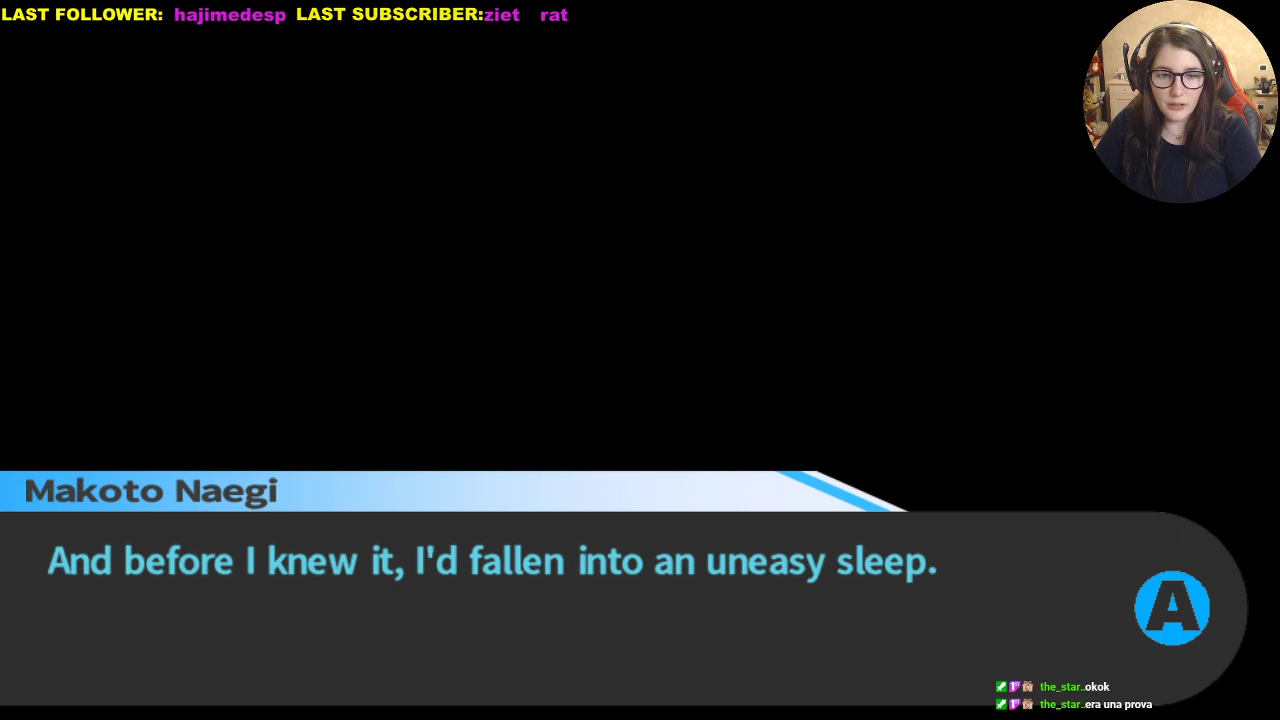 LAST FOLLOWER: hajimedesp LAST SUBSCRIBER:ziet rat
Makoto Naegi
And before I knew it, I'd fallen into an uneasy sleep.
A
the_star..okok
the_star..era una prova